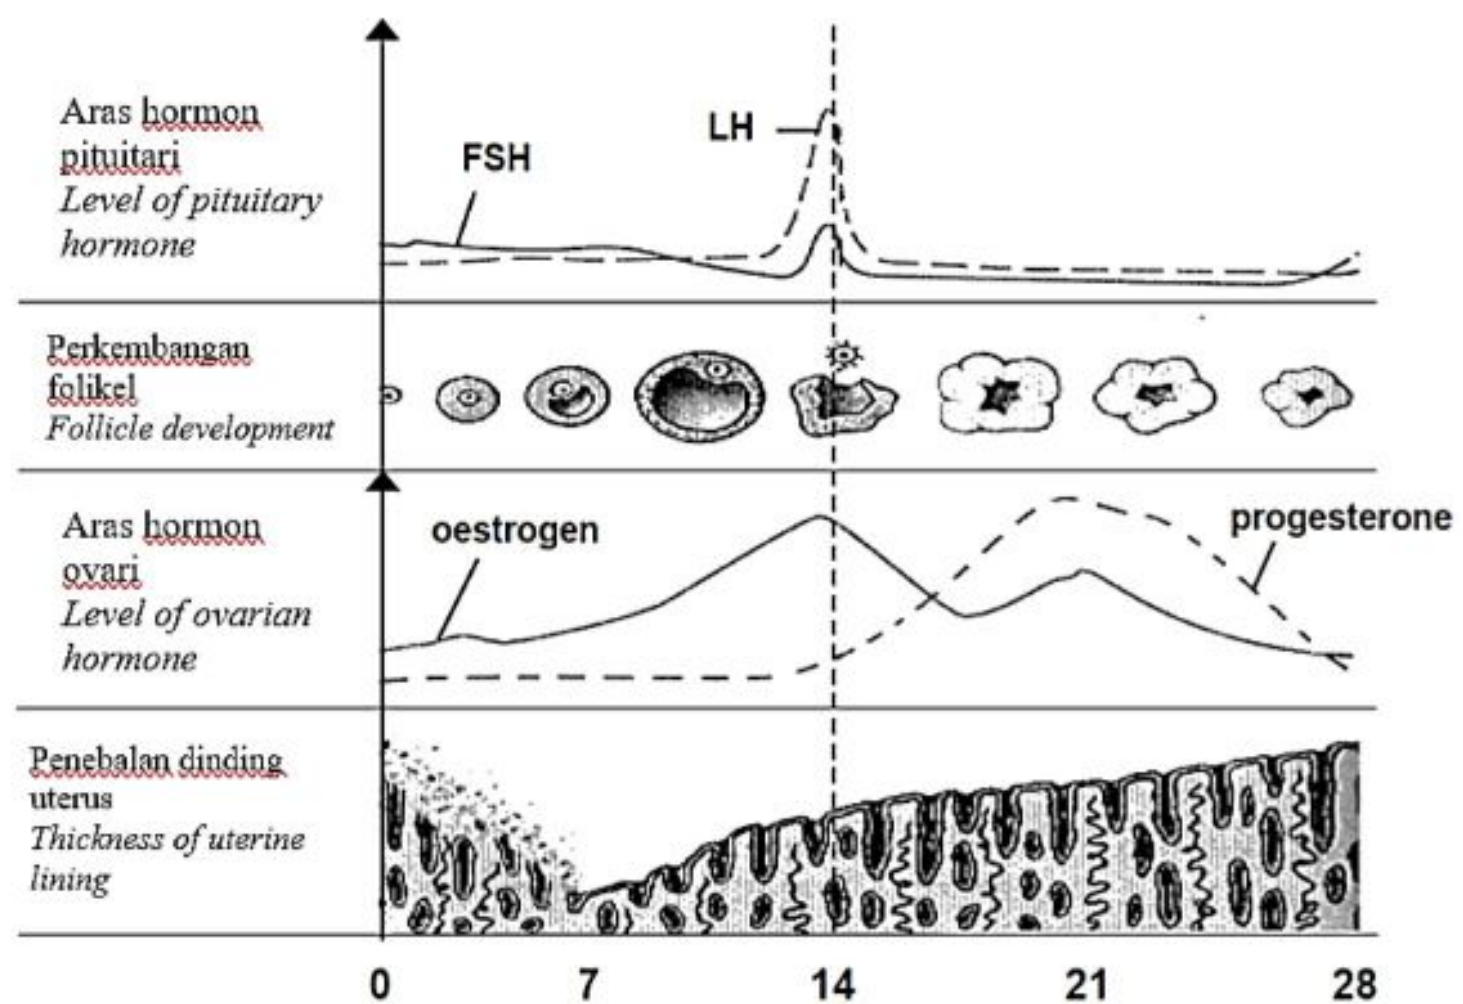 Aras hormon
pituitari
Level of pituitary
hormone
FSH
LH
Perkembangan
folikel
Follicle development
Aras hormon
ovari
Level of ovarian
hormone
oestrogen
progesterone
Penebalan dinding
uterus
Thickness of uterine
lining
0 7 14 21 28